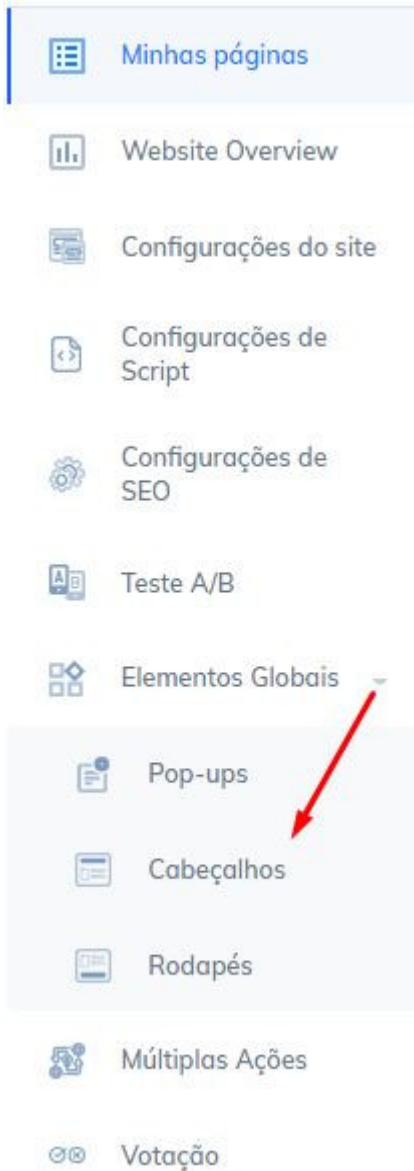 Minhas páginas
Website Overview
Configurações do site
Configurações de
Script
Configurações de
SEO
Teste A/B
Elementos Globais
Pop-ups
Cabeçalhos
Rodapés
Múltiplas Ações
Votação